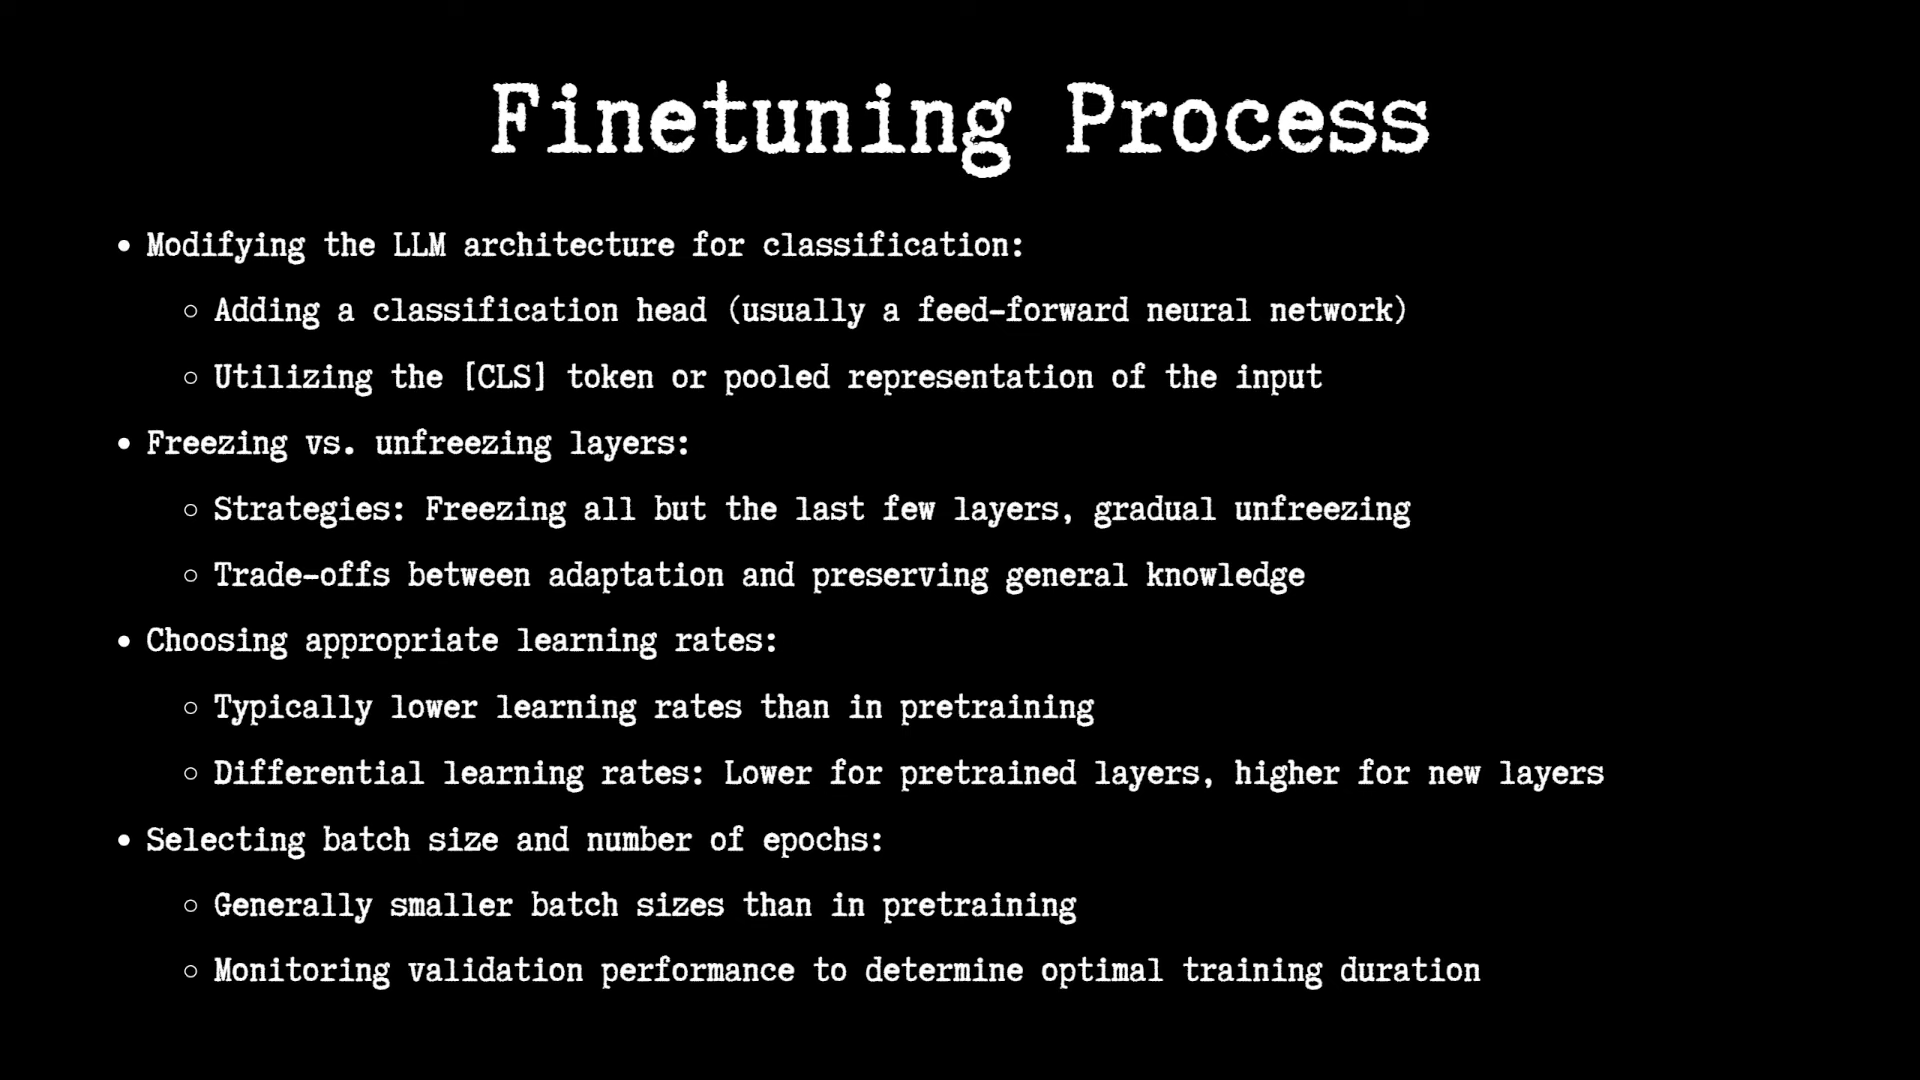 Finetuning Process
• Modifying the LLM architecture for classification:
○ Adding a classification head (usually a feed-forward neural network)
○ Utilizing the [CLS] token or pooled representation of the input
• Freezing vs. unfreezing layers:
○ Strategies: Freezing all but the last few layers, gradual unfreezing
○ Trade-offs between adaptation and preserving general knowledge
• Choosing appropriate learning rates:
○ Typically lower learning rates than in pretraining
○ Differential learning rates: Lower for pretrained layers, higher for new layers
• Selecting batch size and number of epochs:
○ Generally smaller batch sizes than in pretraining
○ Monitoring validation performance to determine optimal training duration